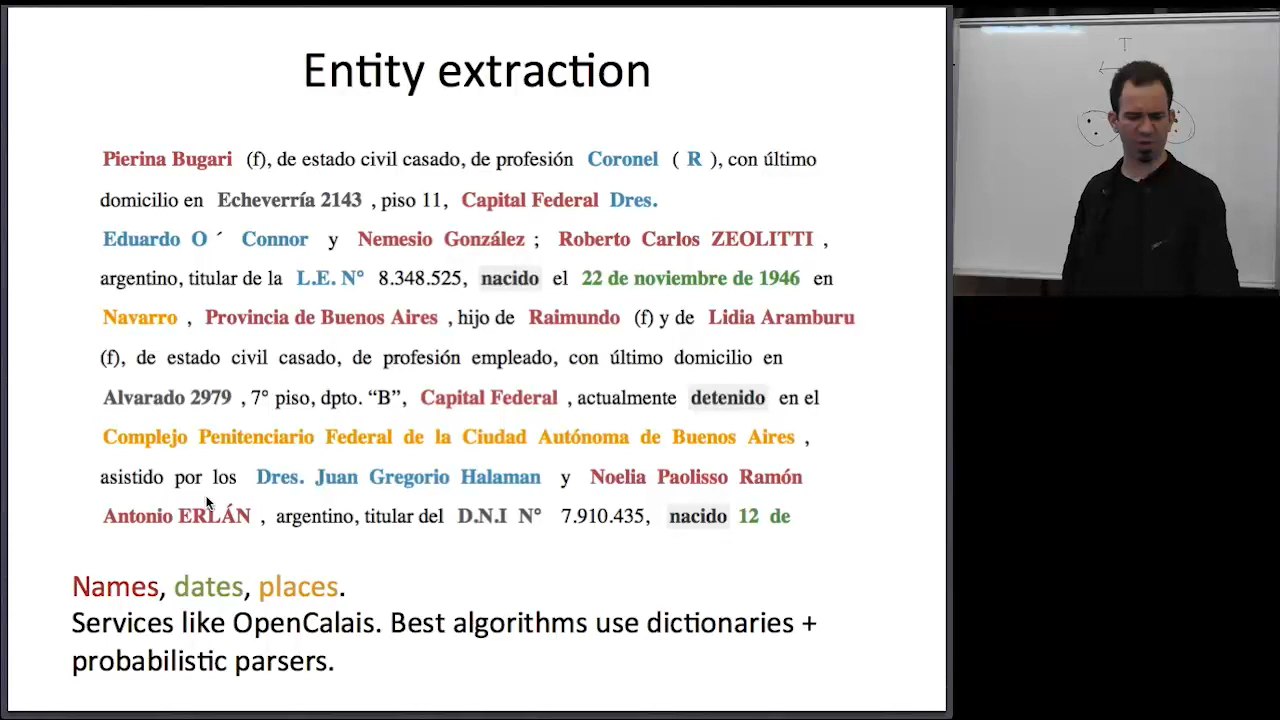 Entity extraction
Pierina Bugari (f), de estado civil casado, de profesión Coronel ( R ), con último
domicilio en Echeverría 2143 , piso 11, Capital Federal Dres.
Eduardo O ´ Connor y Nemesio González ; Roberto Carlos ZEOLITTI ,
argentino, titular de la L.E. N° 8.348.525, nacido el 22 de noviembre de 1946 en
Navarro , Provincia de Buenos Aires , hijo de Raimundo (f) y de Lidia Aramburu
(f), de estado civil casado, de profesión empleado, con último domicilio en
Alvarado 2979 , 7° piso, dpto. “B”, Capital Federal , actualmente detenido en el
Complejo Penitenciario Federal de la Ciudad Autónoma de Buenos Aires ,
asistido por los Dres. Juan Gregorio Halaman y Noelia Paolisso Ramón
Antonio ERLÁN , argentino, titular del D.N.I N° 7.910.435, nacido 12 de
Names, dates, places.
Services like OpenCalais. Best algorithms use dictionaries +
probabilistic parsers.
T